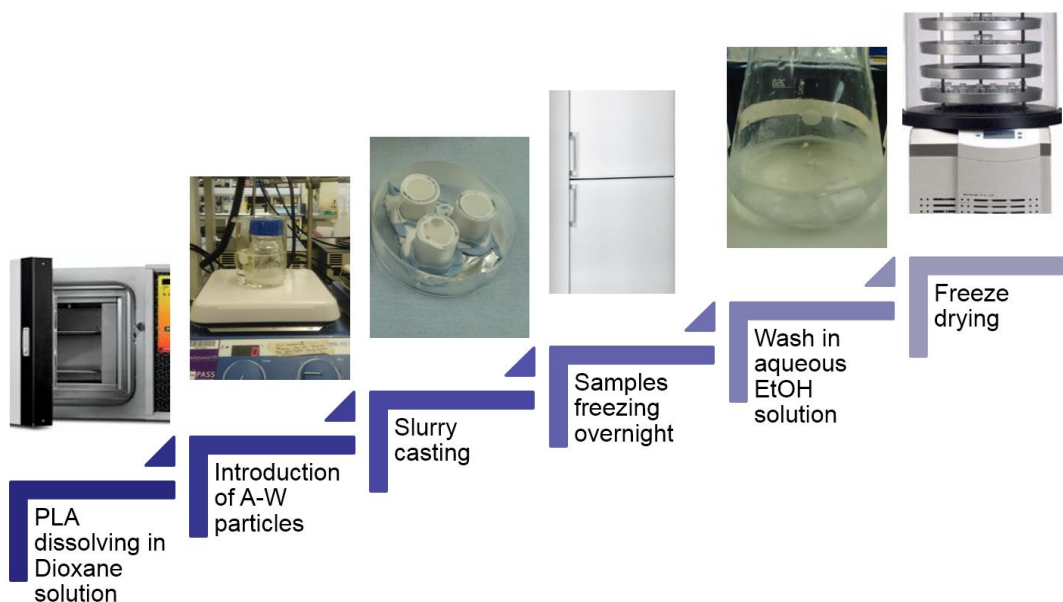 PLA
dissolving in
Dioxane
solution
Introduction
of A-W
particles
Slurry
casting
Samples
freezing
overnight
Wash in
aqueous
EtOH
solution
Freeze
drying